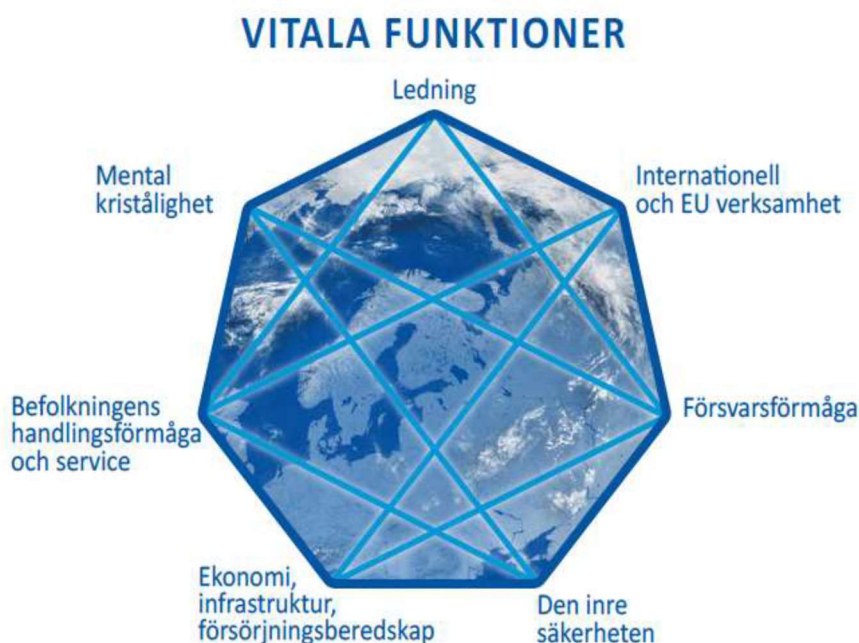 VITALA FUNKTIONER
Ledning
Mental
kristålighet
Internationell
och EU verksamhet
Befolkningens
handlingsförmåga
och service
Försvarsförmåga
Ekonomi,
infrastruktur,
försörjningsberedskap
Den inre
säkerheten